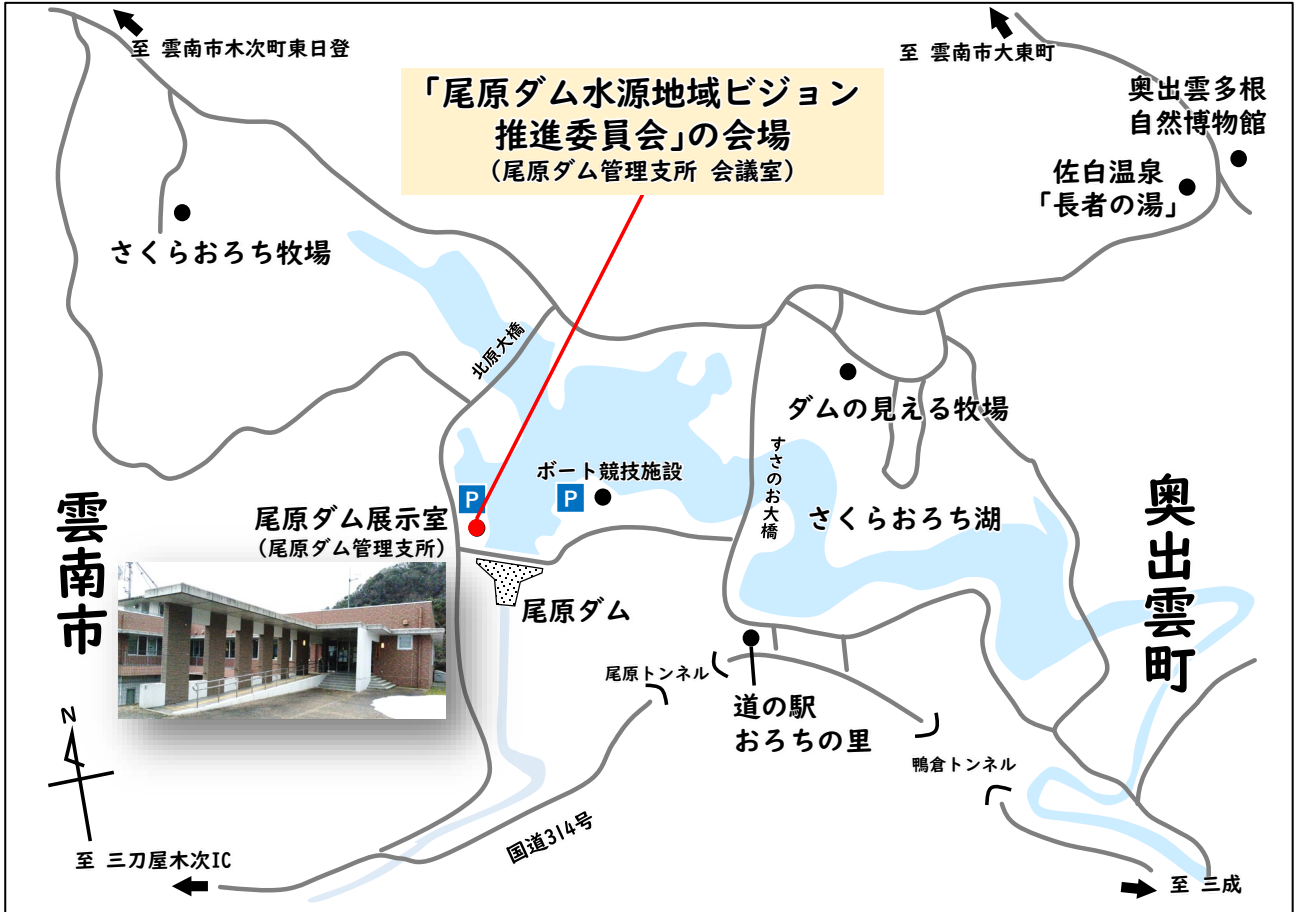 至 雲南市木次町東日登
至 雲南市大東町
「尾原ダム水源地域ビジョン
推進委員会」の会場
（尾原ダム管理支所 会議室）
奥出雲多根
自然博物館
佐白温泉
「長者の湯」
さくらおろち牧場
北原大橋
ダムの見える牧場
すさのお大橋
ボート競技施設
P
P
さくらおろち湖
雲南市
奥出雲町
尾原ダム展示室
（尾原ダム管理支所）
尾原ダム
尾原トンネル
道の駅
おろちの里
鴨倉トンネル
N
国道314号
至 三刀屋木次IC
至 三成